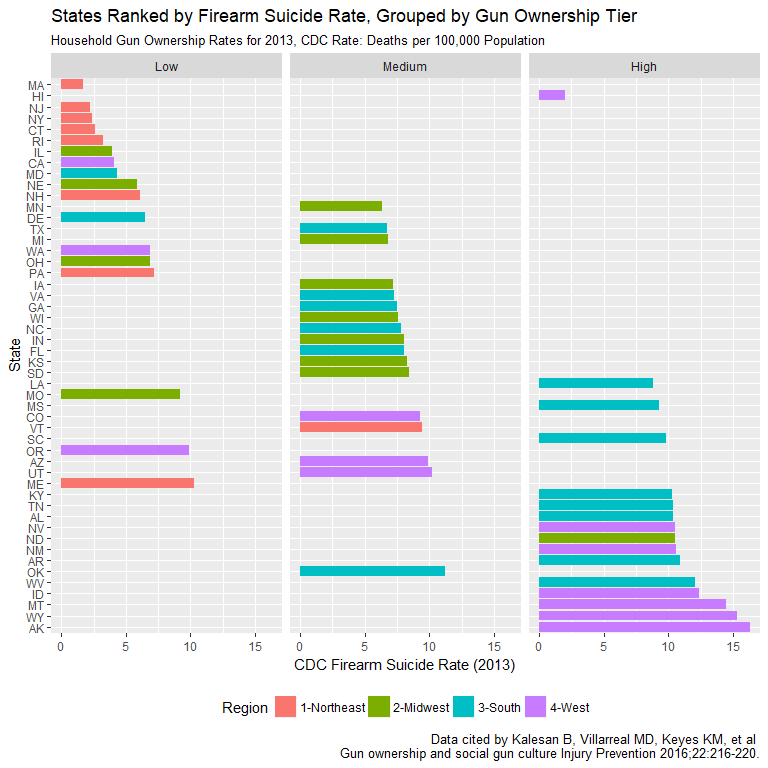 States Ranked by Firearm Suicide Rate, Grouped by Gun Ownership Tier
Household Gun Ownership Rates for 2013, CDC Rate: Deaths per 100,000 Population
Low Medium High
State
MA
HI
NJ
NY
CT
RI
IL
CA
MD
NE
NH
MN
DE
TX
MI
WA
OH
PA
IA
VA
GA
WI
NC
IN
FL
KS
SD
LA
MO
MS
CO
VT
SC
OR
AZ
UT
ME
KY
TN
AL
NV
ND
NM
AR
OK
WV
ID
MT
WY
AK
0 5 10 15 0 5 10 15 0 5 10 15
CDC Firearm Suicide Rate (2013)
Region 1-Northeast 2-Midwest 3-South 4-West
Data cited by Kalesan B, Villarreal MD, Keyes KM, et al
Gun ownership and social gun culture Injury Prevention 2016;22:216-220.